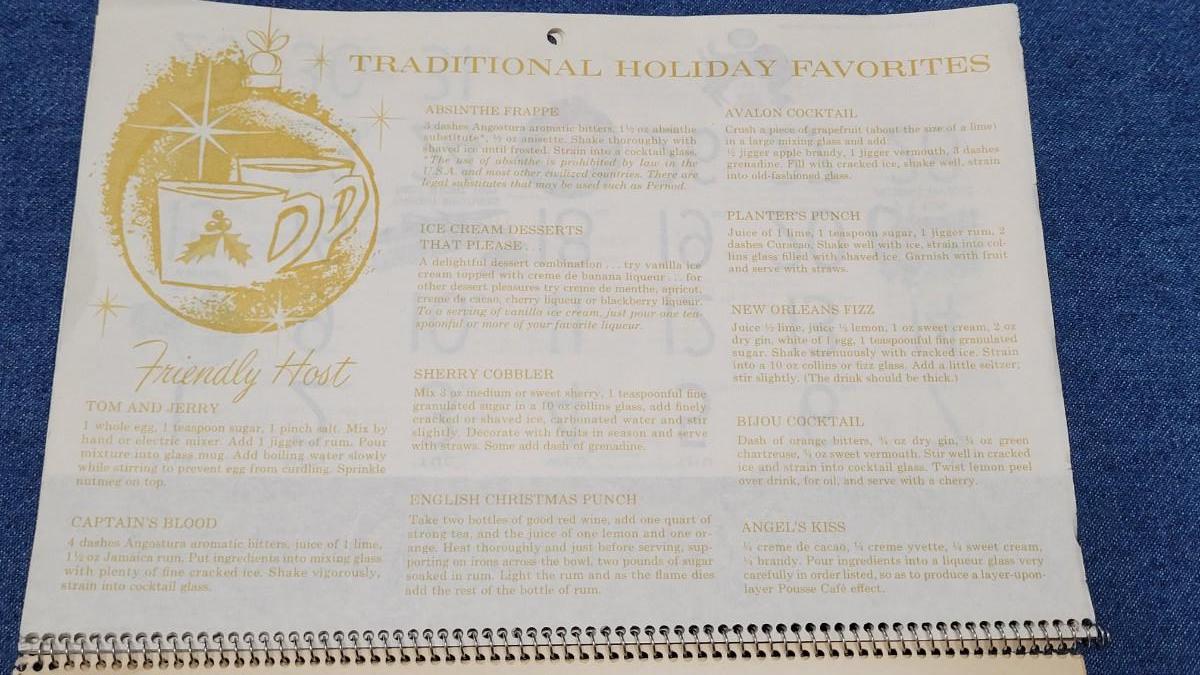 TRADITIONAL HOLIDAY FAVORITES
Friendly Host
TOM AND JERRY
1 whole egg, 1 teaspoon sugar, 1 pinch salt. Mix by
hand or electric mixer. Add 1 jigger of rum. Pour
mixture into glass mug. Add boiling water slowly
while stirring to prevent egg from curdling. Sprinkle
nutmeg on top.
CAPTAIN'S BLOOD
4 dashes Angostura aromatic bitters, juice of 1 lime,
1½ oz Jamaica rum. Put ingredients into mixing glass
with plenty of fine cracked ice. Shake vigorously,
strain into cocktail glass.
ABSINTHE FRAPPE
3 dashes Angostura aromatic bitters, 1½ oz absinthe
substitute*, ½ oz anisette. Shake thoroughly with
shaved ice until frosted. Strain into a cocktail glass.
*The use of absinthe is prohibited by law in the
U.S.A. and most other civilized countries. There are
legal substitutes that may be used such as Pernod.
ICE CREAM DESSERTS
THAT PLEASE . . .
A delightful dessert combination . . . try vanilla ice
cream topped with creme de banana liqueur . . . for
other dessert pleasures try creme de menthe, apricot,
creme de cacao, cherry liqueur or blackberry liqueur.
To a serving of vanilla ice cream, just pour one tea-
spoonful or more of your favorite liqueur.
SHERRY COBBLER
Mix 3 oz medium or sweet sherry, 1 teaspoonful fine
granulated sugar in a 10 oz collins glass, add finely
cracked or shaved ice, carbonated water and stir
slightly. Decorate with fruits in season and serve
with straws. Some add dash of grenadine.
ENGLISH CHRISTMAS PUNCH
Take two bottles of good red wine, add one quart of
strong tea, and the juice of one lemon and one or-
ange. Heat thoroughly and just before serving, sup-
porting on irons across the bowl, two pounds of sugar
soaked in rum. Light the rum and as the flame dies
add the rest of the bottle of rum.
AVALON COCKTAIL
Crush a piece of grapefruit (about the size of a lime)
in a large mixing glass and add:
½ jigger apple brandy, 1 jigger vermouth, 3 dashes
grenadine. Fill with cracked ice, shake well, strain
into old-fashioned glass.
PLANTER'S PUNCH
Juice of 1 lime, 1 teaspoon sugar, 1 jigger rum, 2
dashes Curacao. Shake well with ice, strain into col-
lins glass filled with shaved ice. Garnish with fruit
and serve with straws.
NEW ORLEANS FIZZ
Juice ½ lime, juice ½ lemon, 1 oz sweet cream, 2 oz
dry gin, white of 1 egg, 1 teaspoonful fine granulated
sugar. Shake strenuously with cracked ice. Strain
into a 10 oz collins or fizz glass. Add a little seltzer;
stir slightly. (The drink should be thick.)
BIJOU COCKTAIL
Dash of orange bitters, ¾ oz dry gin, ¾ oz green
chartreuse, ¾ oz sweet vermouth. Stir well in cracked
ice and strain into cocktail glass. Twist lemon peel
over drink, for oil, and serve with a cherry.
ANGEL'S KISS
¼ creme de cacao, ¼ creme yvette, ¼ sweet cream,
¼ brandy. Pour ingredients into a liqueur glass very
carefully in order listed, so as to produce a layer-upon-
layer Pousse Café effect.